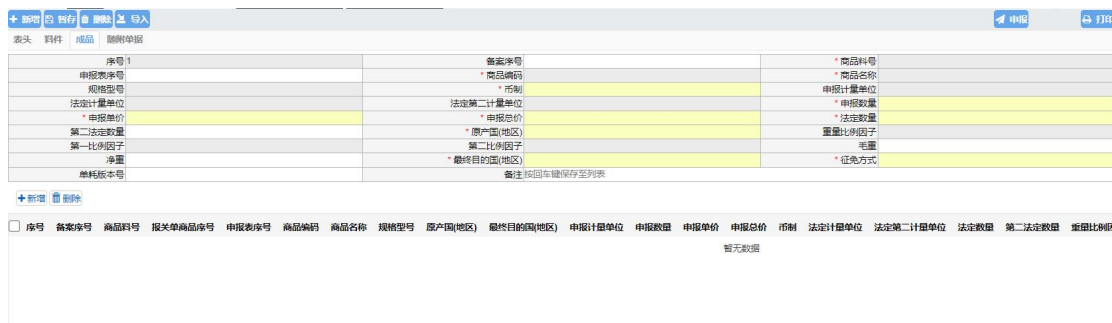 新增 暂存 删除 导入 申报 打印
表头 料件 成品 随附单据
序号 1 备案序号 * 商品料号
申报表序号 * 商品编码 * 商品名称
规格型号 * 币制 申报计量单位
法定计量单位 法定第二计量单位 * 申报数量
* 申报单价 * 申报总价 * 法定数量
第二法定数量 * 原产国(地区) 重量比例因子
第一比例因子 第二比例因子 毛重
净重 * 最终目的国(地区) * 征免方式
单耗版本号 备注 按回车键保存至列表
新增 删除
序号 备案序号 商品料号 报关单商品序号 申报表序号 商品编码 商品名称 规格型号 原产国(地区) 最终目的国(地区) 申报计量单位 申报数量 申报单价 申报总价 币制 法定计量单位 法定第二计量单位 法定数量 第二法定数量 重量比例因
暂无数据